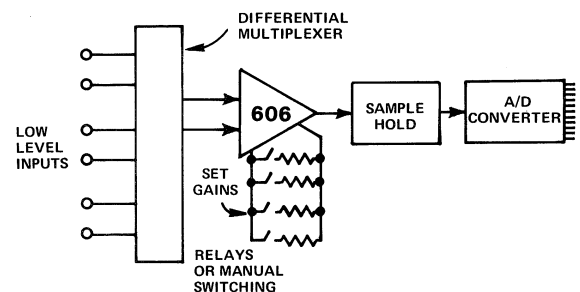 DIFFERENTIAL
MULTIPLEXER
LOW
LEVEL
INPUTS
606
SAMPLE
HOLD
A/D
CONVERTER
SET
GAINS
RELAYS
OR MANUAL
SWITCHING